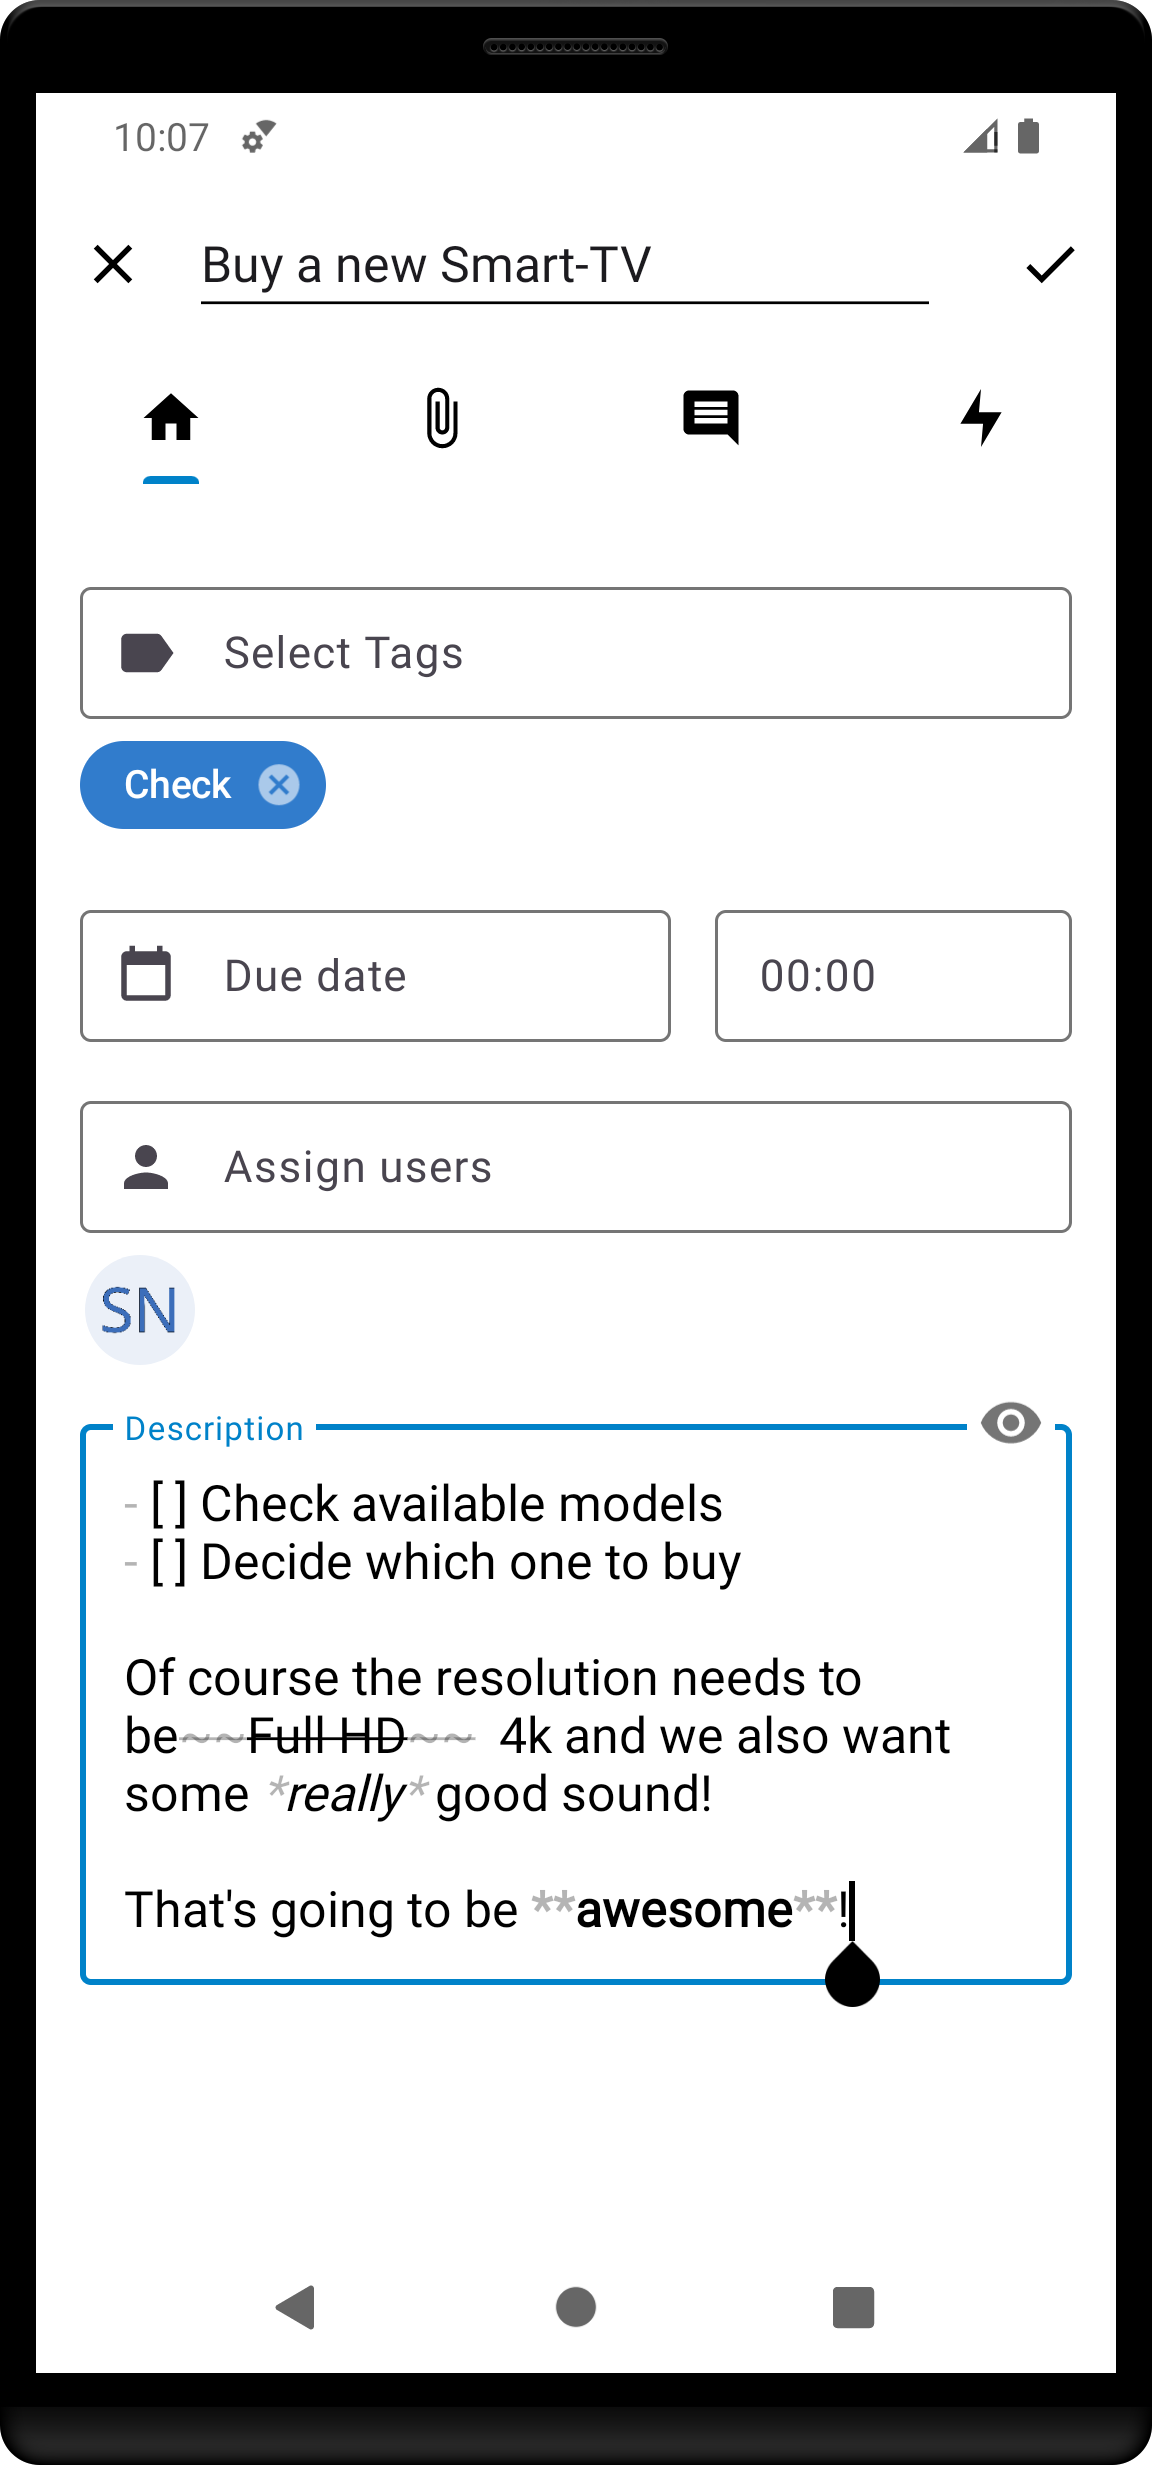 10:07
Buy a new Smart-TV
Select Tags
Check
Due date
00:00
Assign users
SN
Description
- [ ] Check available models
- [ ] Decide which one to buy
Of course the resolution needs to
be~~Full HD~~ 4k and we also want
some *really* good sound!
That's going to be **awesome**!